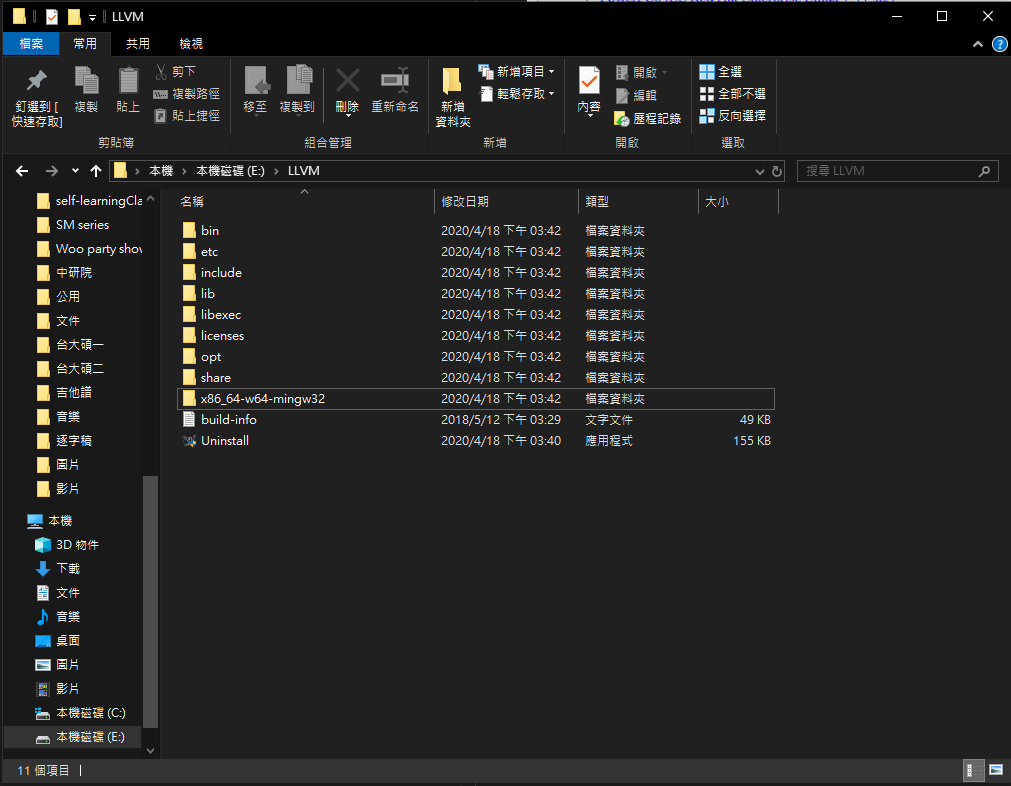 LLVM
檔案 常用 共用 檢視
釘選到 [
快速存取]
複製
貼上
剪下
複製路徑
貼上捷徑
剪貼簿
移至
複製到
刪除
重新命名
組合管理
新增
資料夾
新增項目
輕鬆存取
新增
內容
開啟
編輯
歷程記錄
開啟
全選
全部不選
反向選擇
選取
本機 › 本機磁碟 (E:) › LLVM
搜尋 LLVM
self-learningCla
SM series
Woo party shov
中研院
公用
文件
台大碩一
台大碩二
吉他譜
音樂
逐字稿
圖片
影片
本機
3D 物件
下載
文件
音樂
桌面
圖片
影片
本機磁碟 (C:)
本機磁碟 (E:)
名稱 修改日期 類型 大小
bin 2020/4/18 下午 03:42 檔案資料夾
etc 2020/4/18 下午 03:42 檔案資料夾
include 2020/4/18 下午 03:42 檔案資料夾
lib 2020/4/18 下午 03:42 檔案資料夾
libexec 2020/4/18 下午 03:42 檔案資料夾
licenses 2020/4/18 下午 03:42 檔案資料夾
opt 2020/4/18 下午 03:42 檔案資料夾
share 2020/4/18 下午 03:42 檔案資料夾
x86_64-w64-mingw32 2020/4/18 下午 03:42 檔案資料夾
build-info 2018/5/12 下午 03:29 文字文件 49 KB
Uninstall 2020/4/18 下午 03:40 應用程式 155 KB
11 個項目